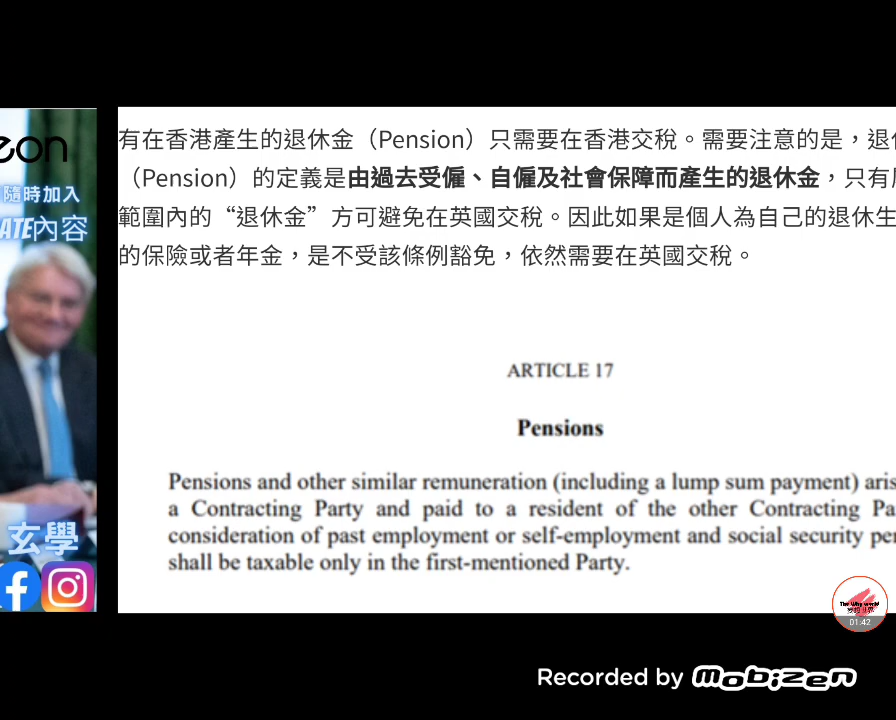 有在香港產生的退休金（Pension）只需要在香港交稅。需要注意的是，退
（Pension）的定義是由過去受僱、自僱及社會保障而產生的退休金，只有
範圍內的“退休金”方可避免在英國交稅。因此如果是個人為自己的退休生
的保險或者年金，是不受該條例豁免，依然需要在英國交稅。
eon
隨時加入
ATE內容
玄學
ARTICLE 17
Pensions
Pensions and other similar remuneration (including a lump sum payment) aris
a Contracting Party and paid to a resident of the other Contracting Pa
consideration of past employment or self-employment and social security pe
shall be taxable only in the first-mentioned Party.
The Why world
01:42
Recorded by Mobizen